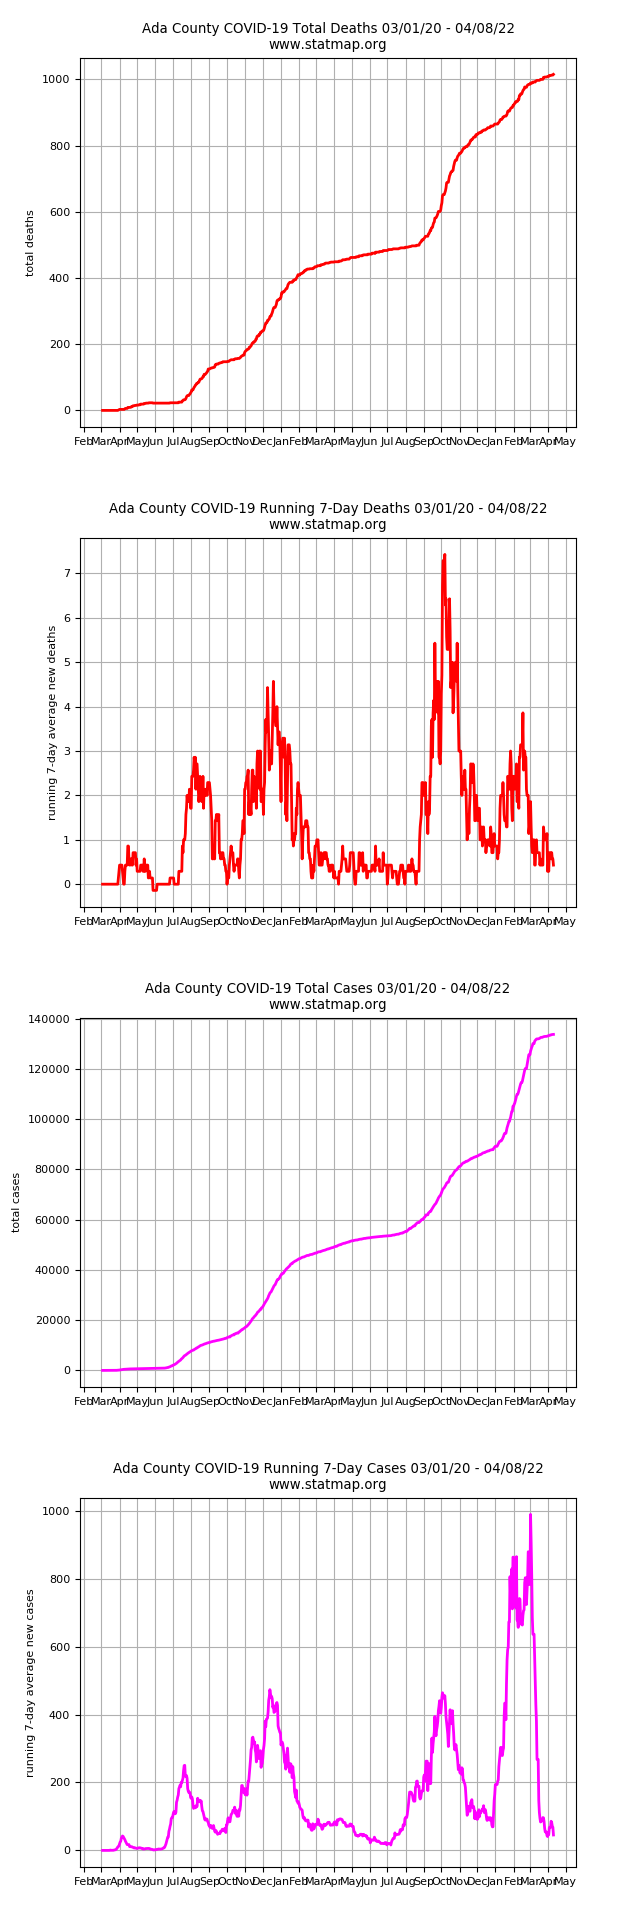 Ada County COVID-19 Total Deaths 03/01/20 - 04/08/22
www.statmap.org
1000
800
600
400
200
0
total deaths
Feb Mar Apr May Jun Jul Aug Sep Oct Nov Dec Jan Feb Mar Apr May Jun Jul Aug Sep Oct Nov Dec Jan Feb Mar Apr May
Ada County COVID-19 Running 7-Day Deaths 03/01/20 - 04/08/22
www.statmap.org
7
6
5
4
3
2
1
0
running 7-day average new deaths
Feb Mar Apr May Jun Jul Aug Sep Oct Nov Dec Jan Feb Mar Apr May Jun Jul Aug Sep Oct Nov Dec Jan Feb Mar Apr May
Ada County COVID-19 Total Cases 03/01/20 - 04/08/22
www.statmap.org
140000
120000
100000
80000
60000
40000
20000
0
total cases
Feb Mar Apr May Jun Jul Aug Sep Oct Nov Dec Jan Feb Mar Apr May Jun Jul Aug Sep Oct Nov Dec Jan Feb Mar Apr May
Ada County COVID-19 Running 7-Day Cases 03/01/20 - 04/08/22
www.statmap.org
1000
800
600
400
200
0
running 7-day average new cases
Feb Mar Apr May Jun Jul Aug Sep Oct Nov Dec Jan Feb Mar Apr May Jun Jul Aug Sep Oct Nov Dec Jan Feb Mar Apr May